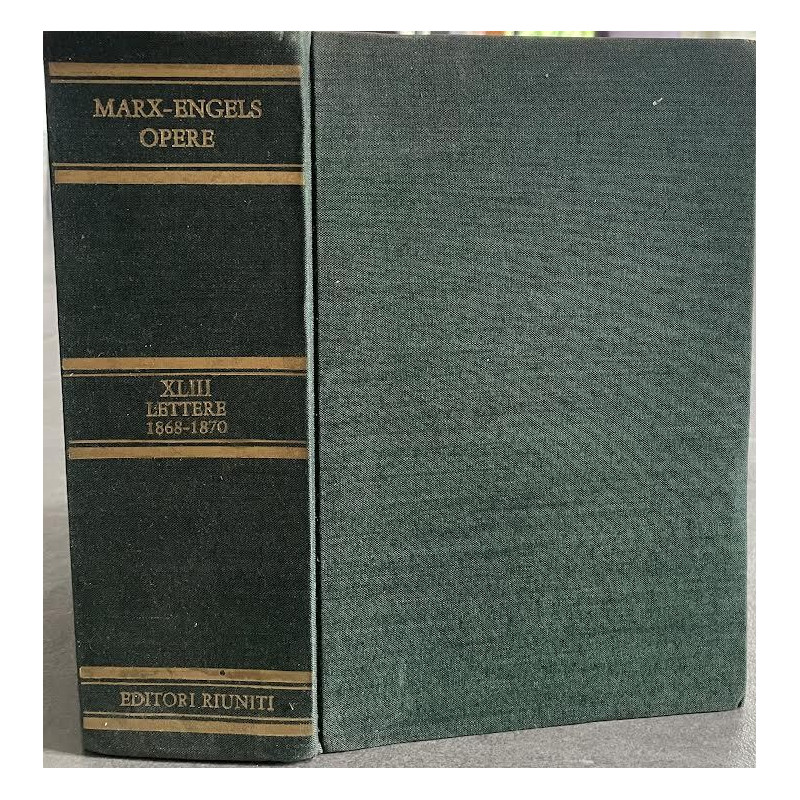 MARX-ENGELS
OPERE
XLIII
LETTERE
1868-1870
EDITORI RIUNITI